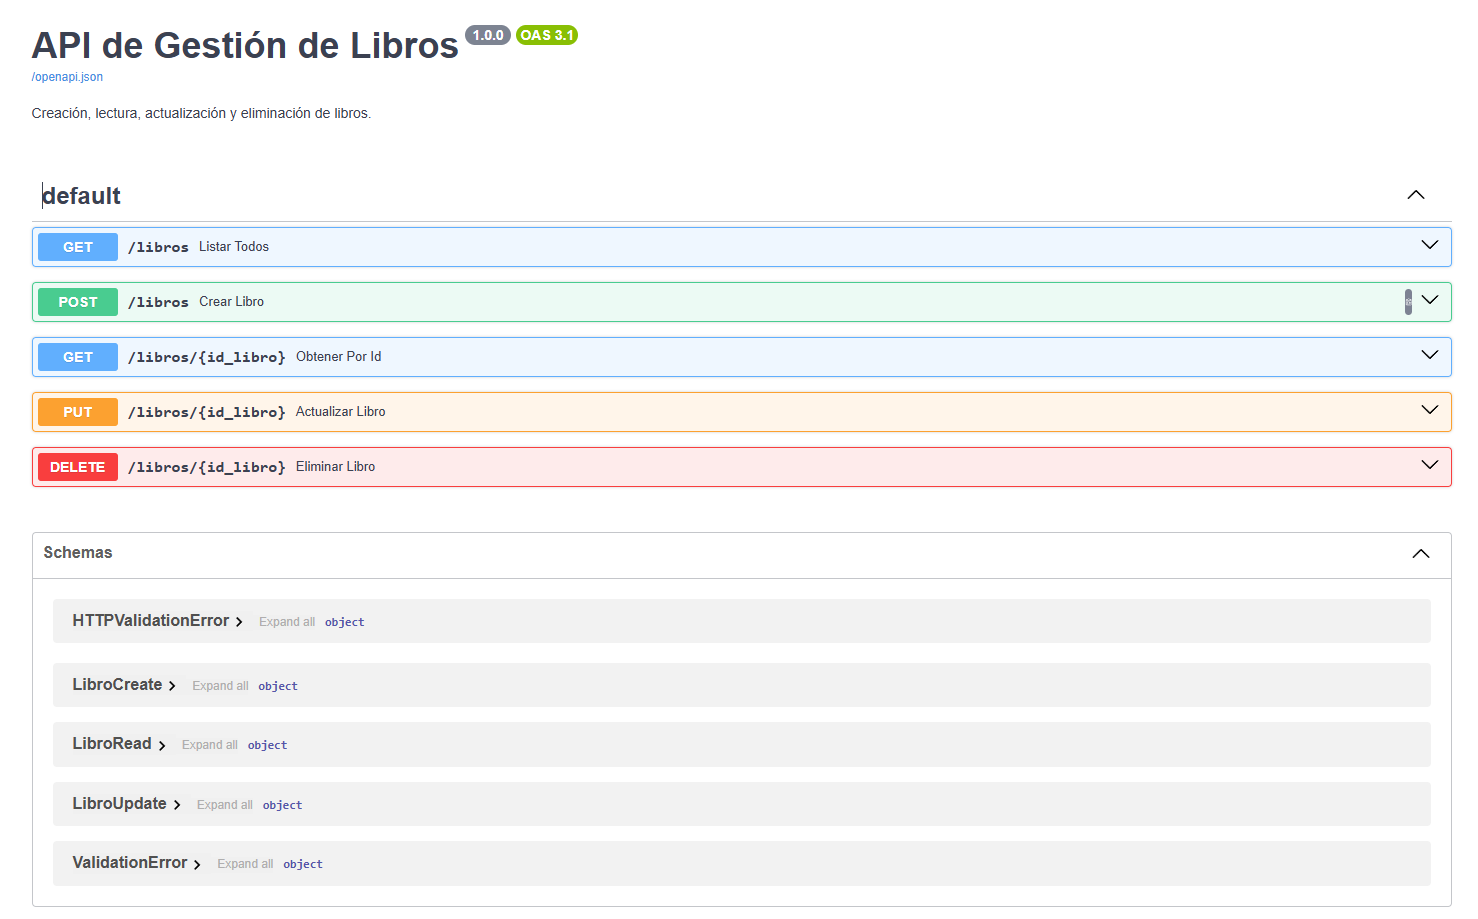 API de Gestión de Libros 1.0.0 OAS 3.1
/openapi.json
Creación, lectura, actualización y eliminación de libros.
default
GET /libros Listar Todos
POST /libros Crear Libro
GET /libros/{id_libro} Obtener Por Id
PUT /libros/{id_libro} Actualizar Libro
DELETE /libros/{id_libro} Eliminar Libro
Schemas
HTTPValidationError Expand all object
LibroCreate Expand all object
LibroRead Expand all object
LibroUpdate Expand all object
ValidationError Expand all object